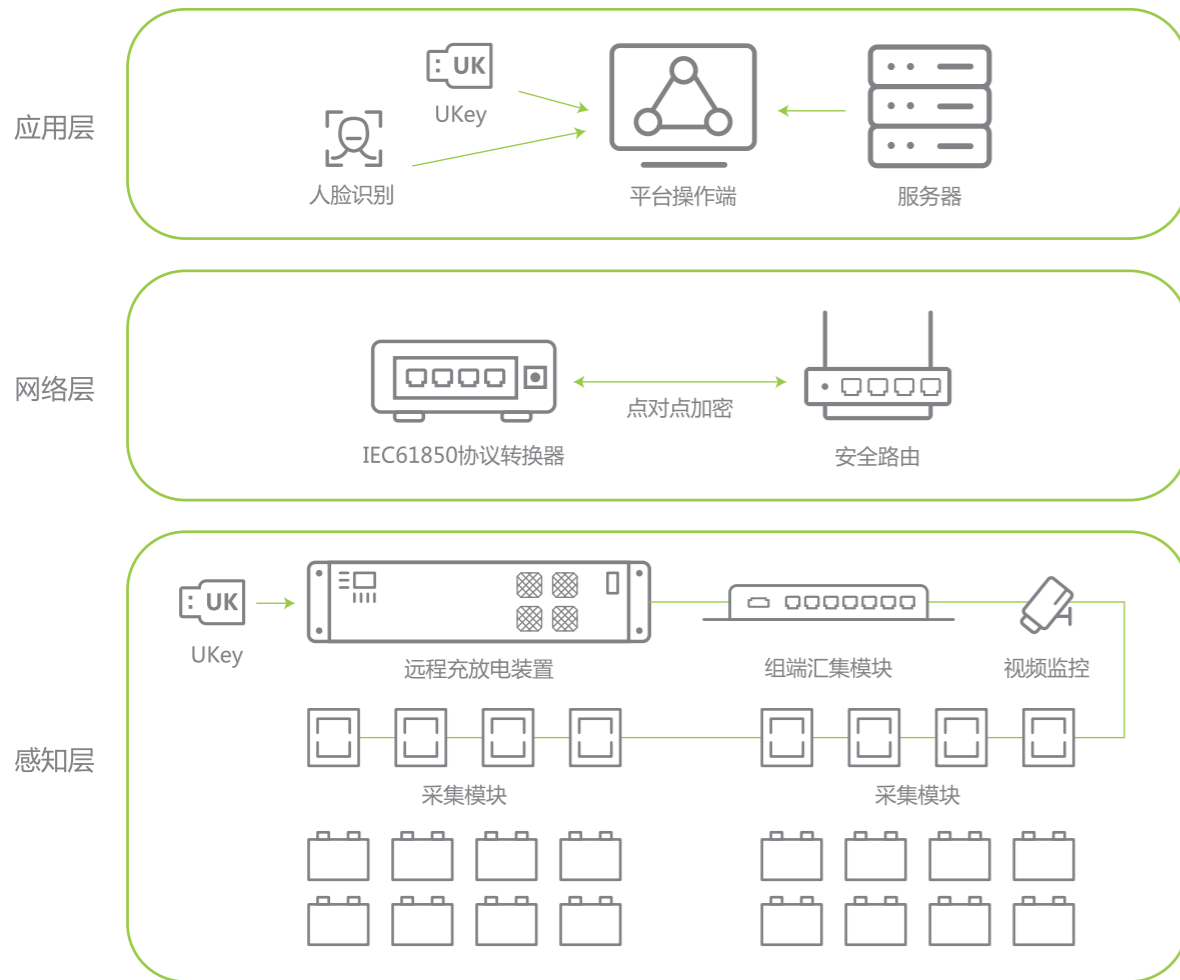 应用层
: UK
UKey
人脸识别
平台操作端
服务器
网络层
点对点加密
IEC61850协议转换器
安全路由
感知层
: UK
UKey
远程充放电装置
组端汇集模块
视频监控
采集模块
采集模块